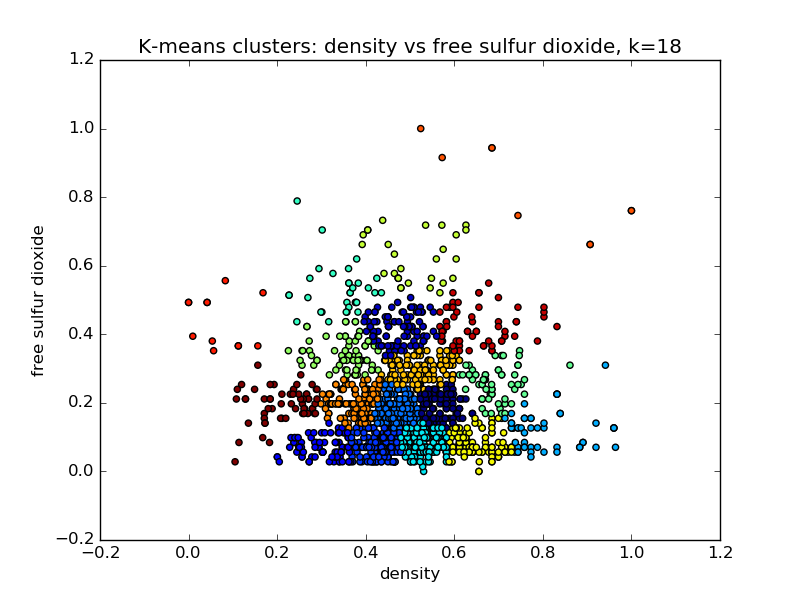 K-means clusters: density vs free sulfur dioxide, k=18
1.2
1.0
0.8
0.6
0.4
0.2
0.0
−0.2
free sulfur dioxide
−0.2 0.0 0.2 0.4 0.6 0.8 1.0 1.2
density